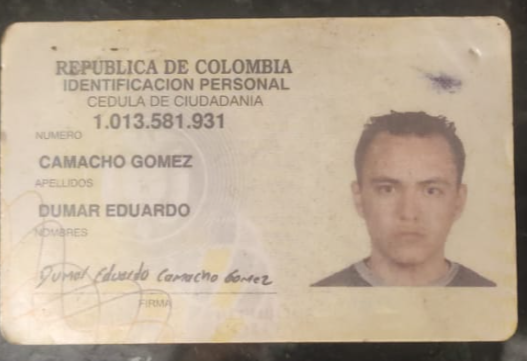 REPÚBLICA DE COLOMBIA
IDENTIFICACION PERSONAL
CEDULA DE CIUDADANIA
1.013.581.931
NUMERO
CAMACHO GOMEZ
APELLIDOS
DUMAR EDUARDO
NOMBRES
Dumar Eduardo Camacho Gomez
FIRMA